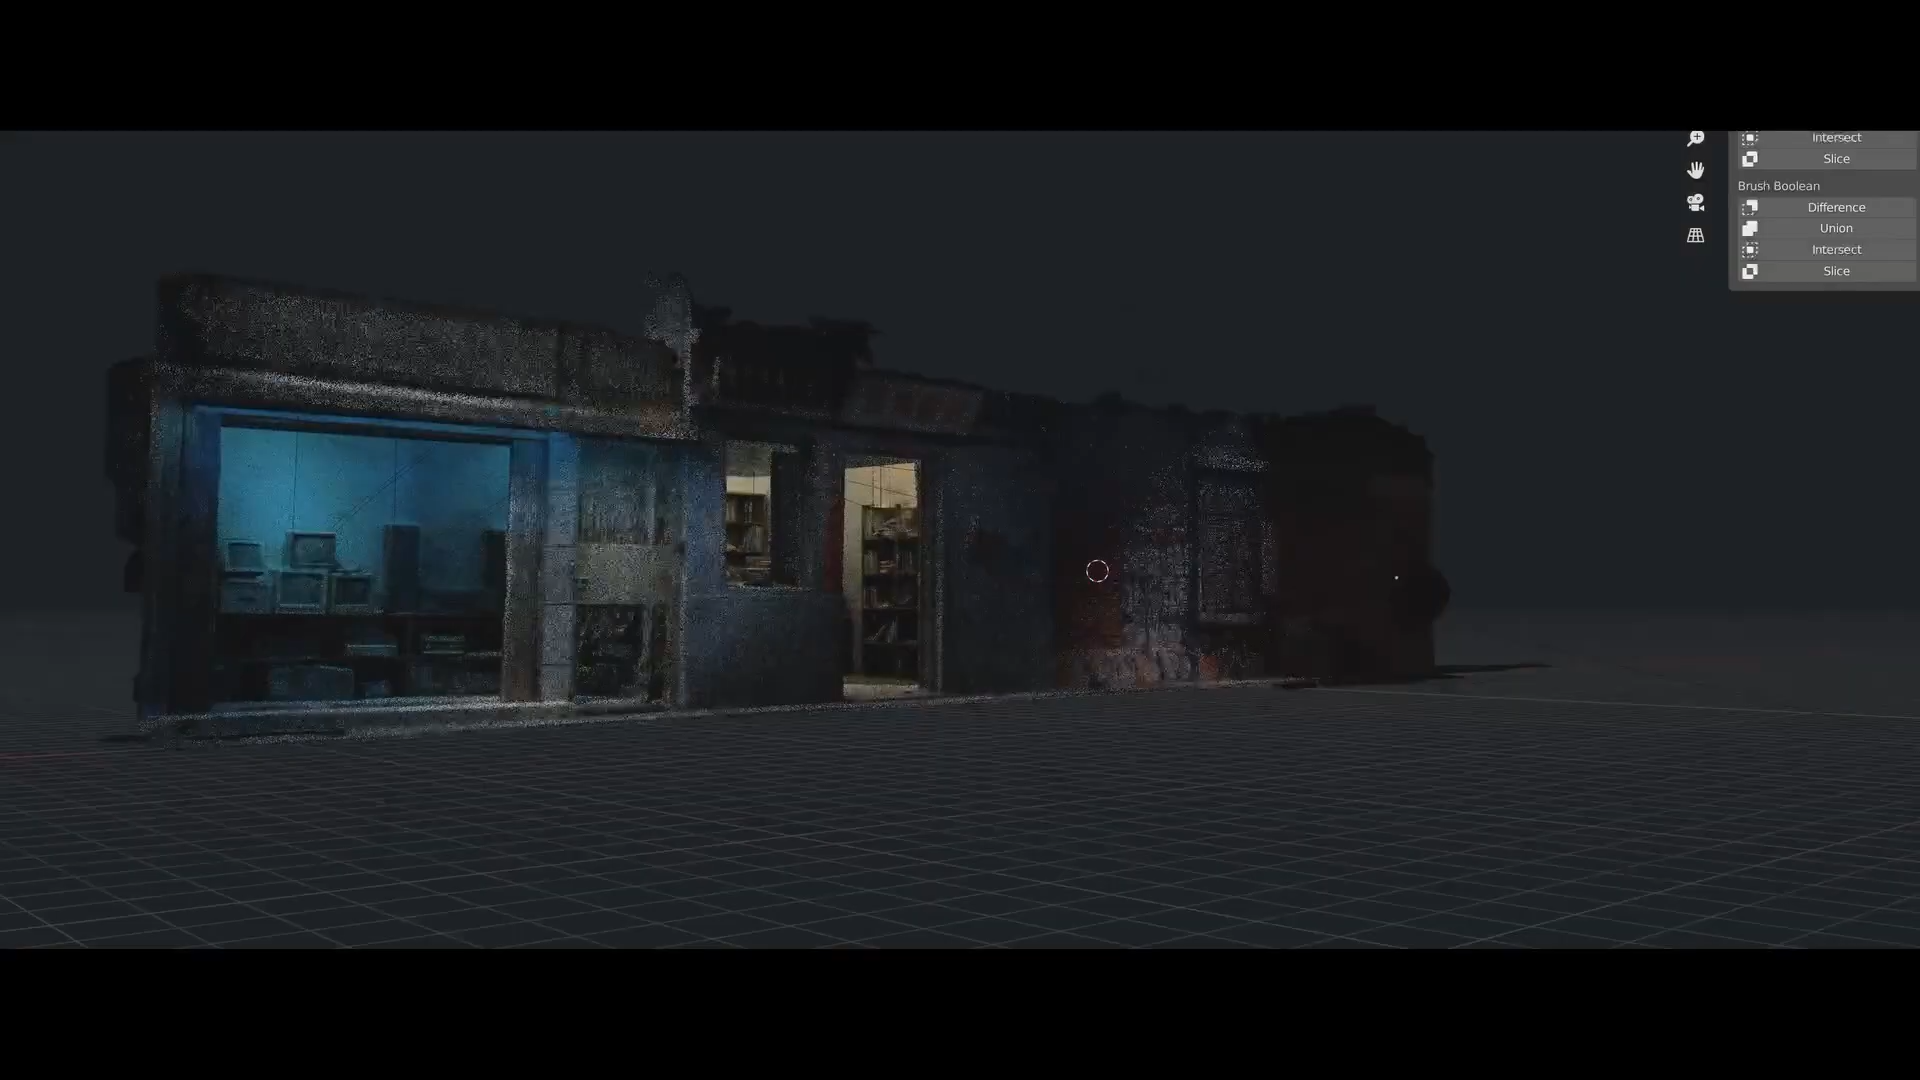 Intersect
Slice
Brush Boolean
Difference
Union
Intersect
Slice